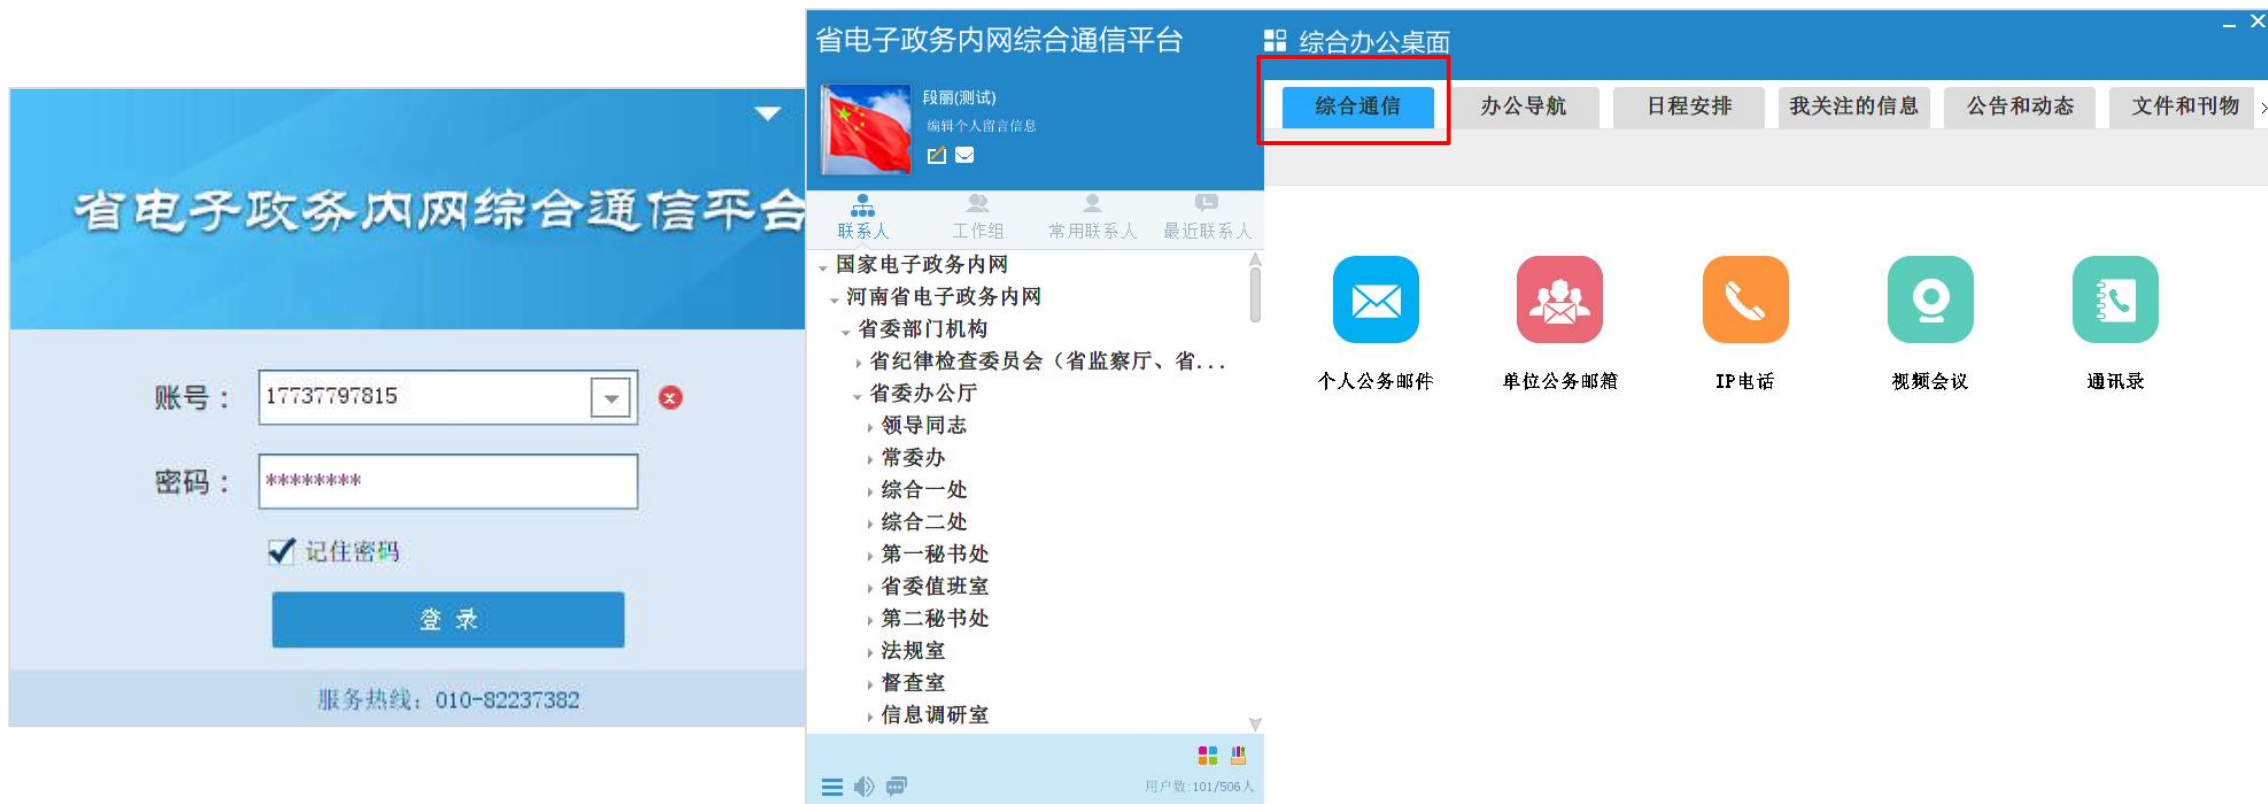 省电子政务内网综合通信平台
账号：
17737797815
密码：
********
记住密码
登 录
服务热线：010-82237382
省电子政务内网综合通信平台
段丽(测试)
编辑个人留言信息
联系人
工作组
常用联系人
最近联系人
国家电子政务内网
河南省电子政务内网
省委部门机构
省纪律检查委员会（省监察厅、省...
省委办公厅
领导同志
常委办
综合一处
综合二处
第一秘书处
省委值班室
第二秘书处
法规室
督查室
信息调研室
用户数:101/506人
综合办公桌面
综合通信
办公导航
日程安排
我关注的信息
公告和动态
文件和刊物
个人公务邮件
单位公务邮箱
IP电话
视频会议
通讯录